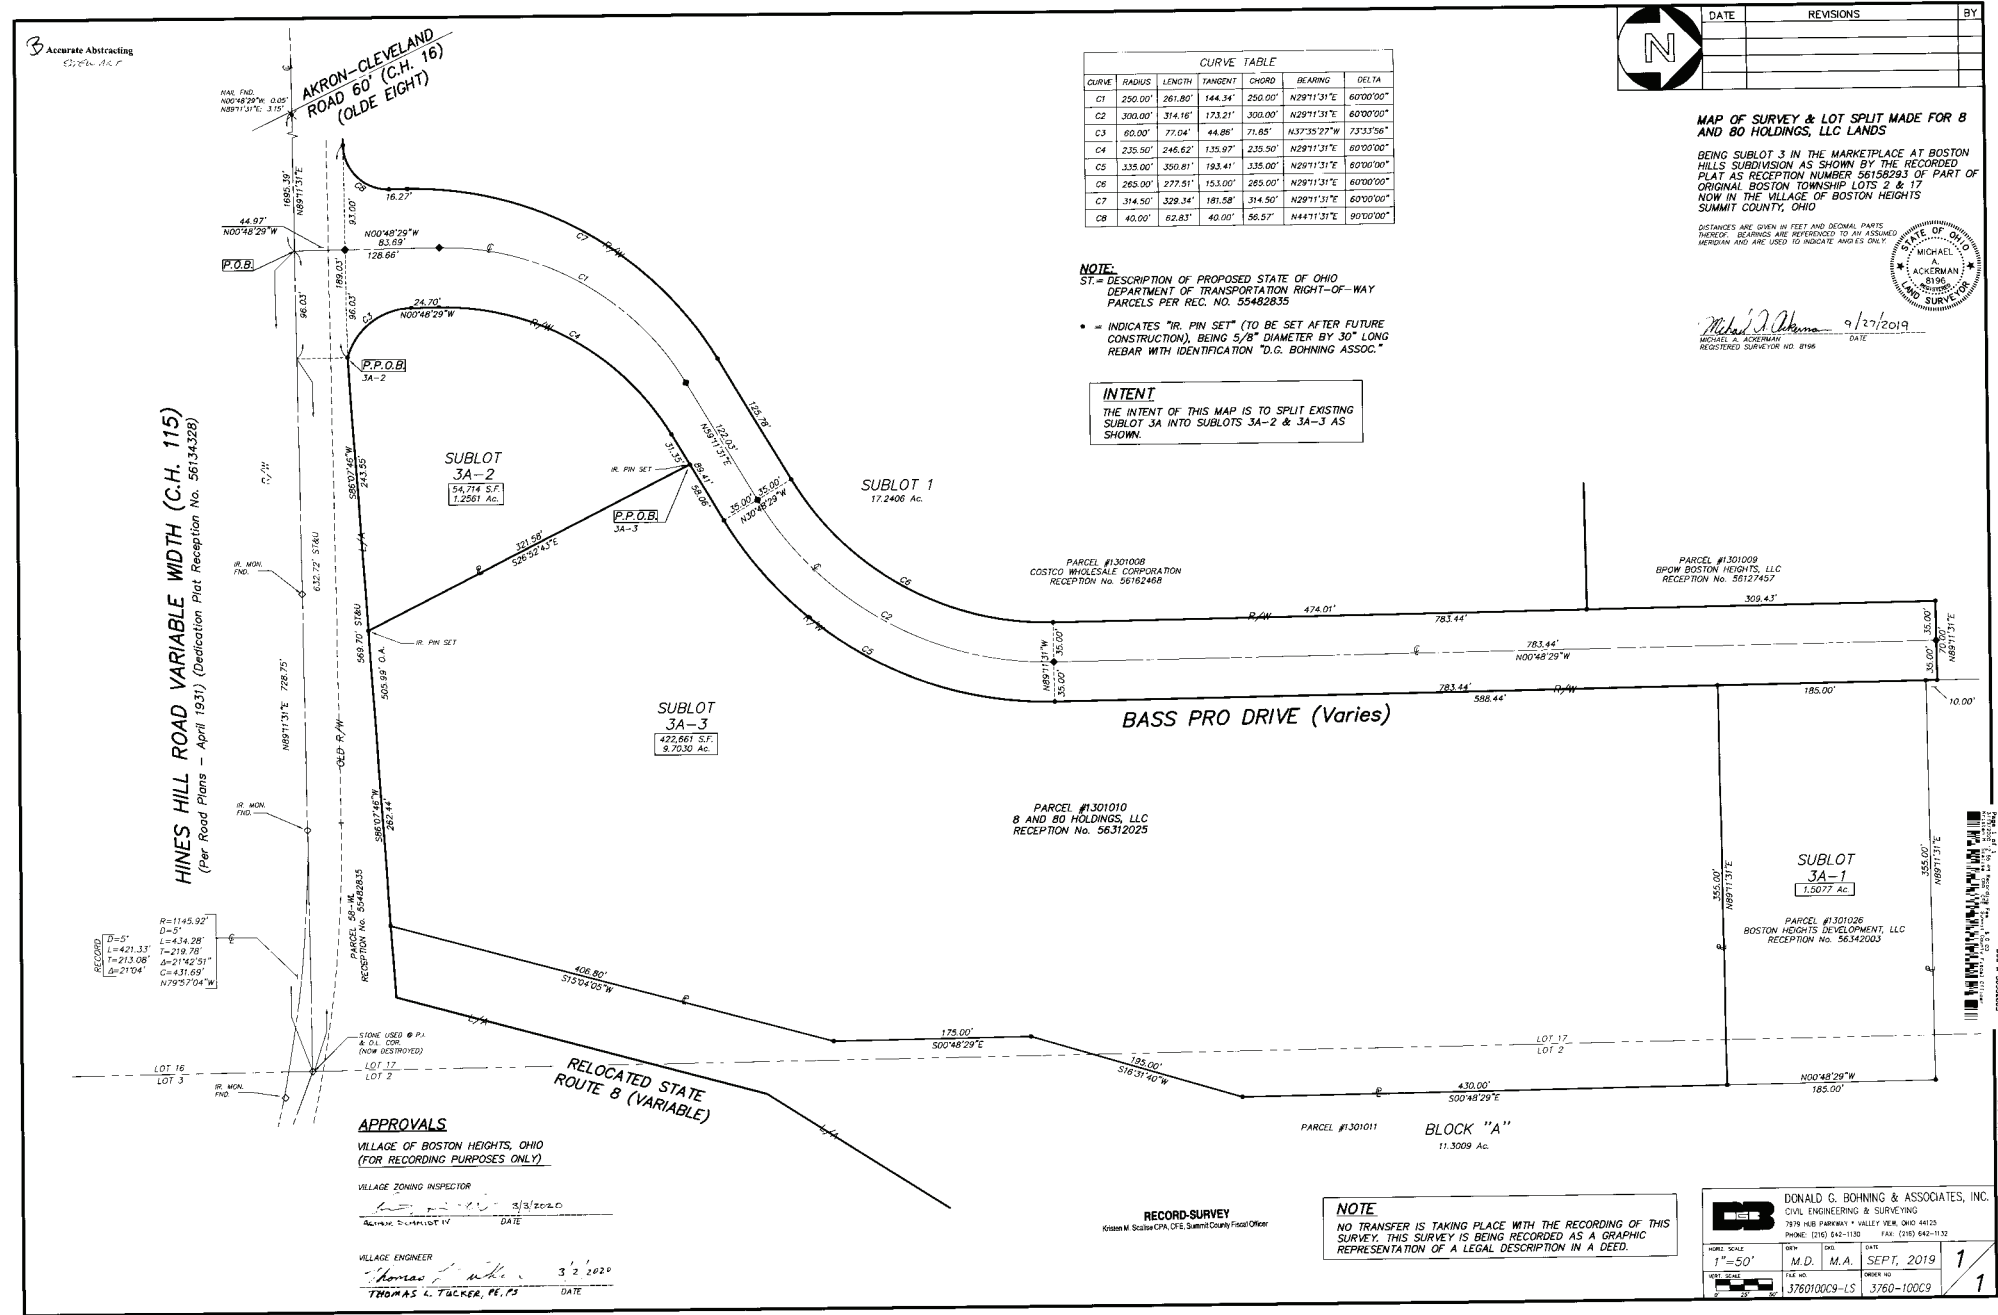 B Accurate Abstracting
AKRON-CLEVELAND
ROAD 60' (C.H. 16)
(OLDE EIGHT)
NAIL FND.
N00°48'29"W; 0.05'
N89°11'31"E; 3.15'
1695.39'
N89°11'31"E
C8
16.27'
93.00'
44.97'
N00°48'29"W
N00°48'29"W
83.69'
128.66'
P.O.B.
189.03'
96.03'
96.03'
C3
24.70'
N00°48'29"W
R/W
C4
C7
R/W
C1
P.P.O.B.
3A-2
125.78'
122.03'
N59°11'31"E
31.35'
89.41'
58.06'
IR. PIN SET
35.00'
35.00'
N30°48'29"W
P.P.O.B.
3A-3
SUBLOT
3A-2
54,714 S.F.
1.2561 Ac.
S86°07'46"W
243.55'
L/A
321.58'
S26°52'43"E
HINES HILL ROAD VARIABLE WIDTH (C.H. 115)
(Per Road Plans - April 1931) (Dedication Plat Reception No. 56134328)
R/W
IR. MON.
FND.
632.72' ST&U
569.70' ST&U
505.99' O.A.
IR. PIN SET
N89°11'31"E 728.75'
OLD R/W
IR. MON.
FND.
S86°07'46"W
262.44'
PARCEL 58-WL
RECEPTION No. 55482835
SUBLOT 1
17.2406 Ac.
PARCEL #1301008
COSTCO WHOLESALE CORPORATION
RECEPTION No. 56162468
PARCEL #1301009
BPOW BOSTON HEIGHTS, LLC
RECEPTION No. 56127457
C6
C2
C5
R/W
R/W
474.01'
783.44'
309.43'
783.44'
N00°48'29"W
783.44'
588.44'
R/W
185.00'
N89°11'31"W
35.00'
35.00'
35.00'
35.00'
70.00'
N89°11'31"E
10.00'
BASS PRO DRIVE (Varies)
SUBLOT
3A-3
422,661 S.F.
9.7030 Ac.
PARCEL #1301010
8 AND 80 HOLDINGS, LLC
RECEPTION No. 56312025
355.00'
N89°11'31"E
SUBLOT
3A-1
1.5077 Ac.
PARCEL #1301026
BOSTON HEIGHTS DEVELOPMENT, LLC
RECEPTION No. 56342003
355.00'
N89°11'31"E
RECORD
D=5°
L=421.33'
T=213.08'
Δ=21°04'
R=1145.92'
D=5°
L=434.28'
T=219.78'
Δ=21°42'51"
C=431.69'
N79°57'04"W
406.80'
S15°04'05"W
L/A
175.00'
S00°48'29"E
195.00'
S16°31'40"W
430.00'
S00°48'29"E
N00°48'29"W
185.00'
LOT 17
LOT 2
STONE USED @ P.I.
& O.L. COR.
(NOW DESTROYED)
LOT 16
LOT 3
LOT 17
LOT 2
IR. MON.
FND.
RELOCATED STATE
ROUTE 8 (VARIABLE)
L/A
PARCEL #1301011
BLOCK "A"
11.3009 Ac.
CURVE TABLE
CURVE RADIUS LENGTH TANGENT CHORD BEARING DELTA
C1 250.00' 261.80' 144.34' 250.00' N29°11'31"E 60°00'00"
C2 300.00' 314.16' 173.21' 300.00' N29°11'31"E 60°00'00"
C3 60.00' 77.04' 44.86' 71.85' N37°35'27"W 73°33'56"
C4 235.50' 246.62' 135.97' 235.50' N29°11'31"E 60°00'00"
C5 335.00' 350.81' 193.41' 335.00' N29°11'31"E 60°00'00"
C6 265.00' 277.51' 153.00' 265.00' N29°11'31"E 60°00'00"
C7 314.50' 329.34' 181.58' 314.50' N29°11'31"E 60°00'00"
C8 40.00' 62.83' 40.00' 56.57' N44°11'31"E 90°00'00"
NOTE:
ST.= DESCRIPTION OF PROPOSED STATE OF OHIO
DEPARTMENT OF TRANSPORTATION RIGHT-OF-WAY
PARCELS PER REC. NO. 55482835
• = INDICATES "IR. PIN SET" (TO BE SET AFTER FUTURE
CONSTRUCTION), BEING 5/8" DIAMETER BY 30" LONG
REBAR WITH IDENTIFICATION "D.G. BOHNING ASSOC."
INTENT
THE INTENT OF THIS MAP IS TO SPLIT EXISTING
SUBLOT 3A INTO SUBLOTS 3A-2 & 3A-3 AS
SHOWN.
N
DATE REVISIONS BY
MAP OF SURVEY & LOT SPLIT MADE FOR 8
AND 80 HOLDINGS, LLC LANDS
BEING SUBLOT 3 IN THE MARKETPLACE AT BOSTON
HILLS SUBDIVISION AS SHOWN BY THE RECORDED
PLAT AS RECEPTION NUMBER 56158293 OF PART OF
ORIGINAL BOSTON TOWNSHIP LOTS 2 & 17
NOW IN THE VILLAGE OF BOSTON HEIGHTS
SUMMIT COUNTY, OHIO
DISTANCES ARE GIVEN IN FEET AND DECIMAL PARTS
THEREOF. BEARINGS ARE REFERENCED TO AN ASSUMED
MERIDIAN AND ARE USED TO INDICATE ANGLES ONLY.
STATE OF OHIO
MICHAEL
A.
ACKERMAN
8196
REGISTERED
LAND SURVEYOR
Michael A. Ackerman 9/27/2019
MICHAEL A. ACKERMAN DATE
REGISTERED SURVEYOR NO. 8196
APPROVALS
VILLAGE OF BOSTON HEIGHTS, OHIO
(FOR RECORDING PURPOSES ONLY)
VILLAGE ZONING INSPECTOR
3/3/2020
DATE
VILLAGE ENGINEER
Thomas 3/2/2020
THOMAS L. TUCKER, PE, PS DATE
RECORD-SURVEY
Kristen M. Scalise CPA, CFE, Summit County Fiscal Officer
NOTE
NO TRANSFER IS TAKING PLACE WITH THE RECORDING OF THIS
SURVEY. THIS SURVEY IS BEING RECORDED AS A GRAPHIC
REPRESENTATION OF A LEGAL DESCRIPTION IN A DEED.
DGB
DONALD G. BOHNING & ASSOCIATES, INC.
CIVIL ENGINEERING & SURVEYING
7979 HUB PARKWAY * VALLEY VIEW, OHIO 44125
PHONE: (216) 642-1130 FAX: (216) 642-1132
HORIZ. SCALE
1"=50'
DR'N
M.D.
CKD.
M.A.
DATE
SEPT, 2019
VERT. SCALE
0' 25' 50'
FILE NO.
3760100C9-LS
ORDER NO
3760-100C9
1/1